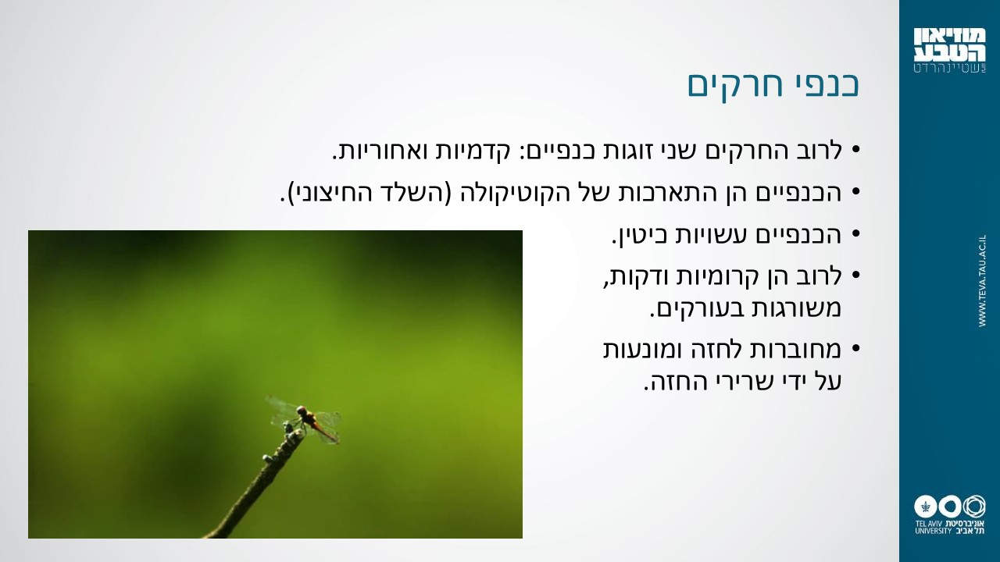 מוזיאון
הטבע
שטיינהרדט
כנפי חרקים
• לרוב החרקים שני זוגות כנפיים: קדמיות ואחוריות.
• הכנפיים הן התארכות של הקוטיקולה (השלד החיצוני).
• הכנפיים עשויות כיטין.
• לרוב הן קרומיות ודקות,
משורגות בעורקים.
• מחוברות לחזה ומונעות
על ידי שרירי החזה.
WWW.TEVA.TAU.AC.IL
TEL AVIV אוניברסיטת
UNIVERSITY תל אביב